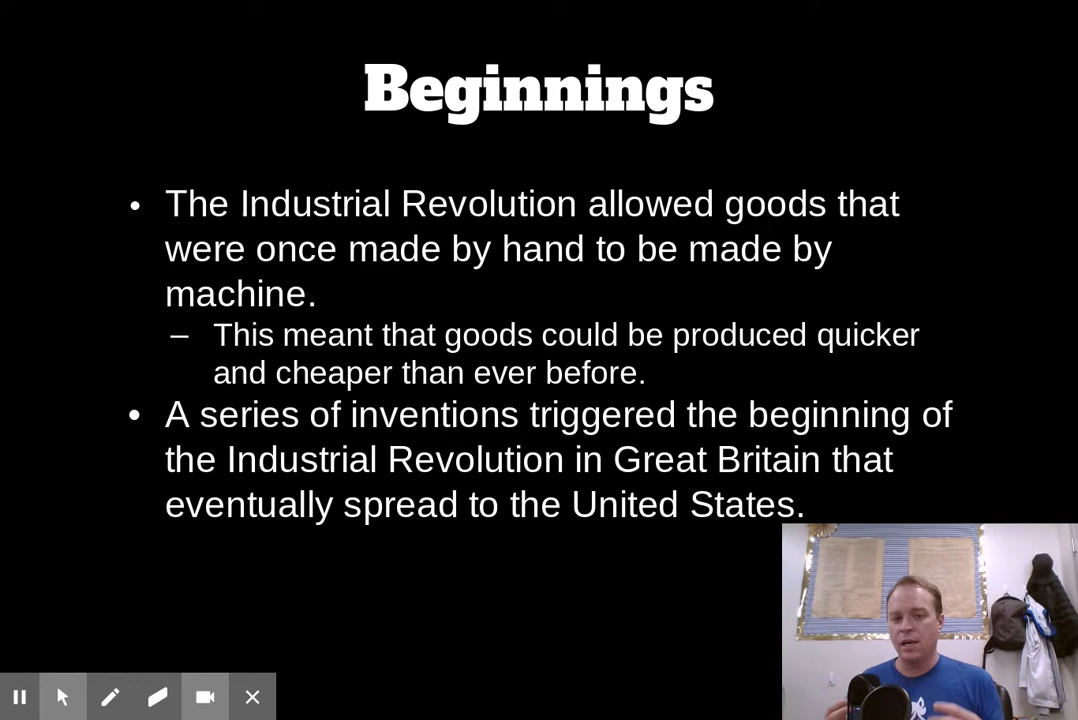 Beginnings
• The Industrial Revolution allowed goods that
were once made by hand to be made by
machine.
– This meant that goods could be produced quicker
and cheaper than ever before.
• A series of inventions triggered the beginning of
the Industrial Revolution in Great Britain that
eventually spread to the United States.